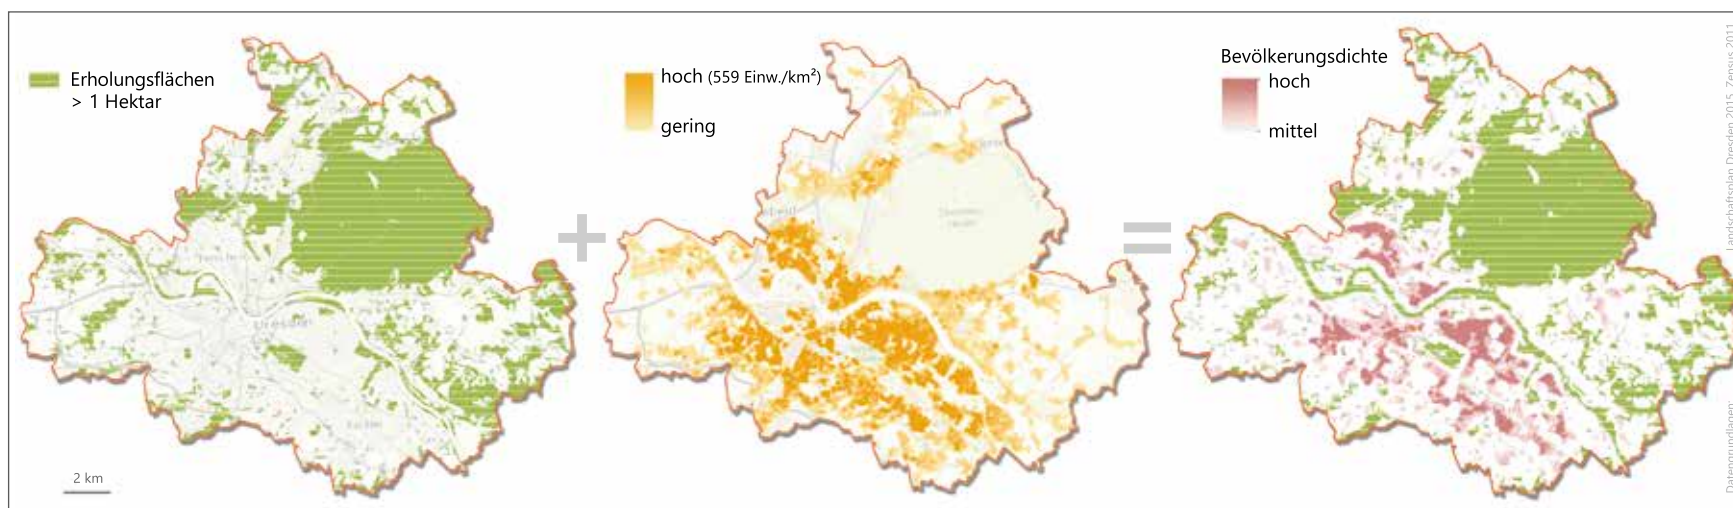 Erholungsflächen
> 1 Hektar
2 km
+
hoch (559 Einw./km²)
gering
=
Bevölkerungsdichte
hoch
mittel
Datengrundlagen: Landschaftsplan Dresden 2015, Zensus 2011
Dresden